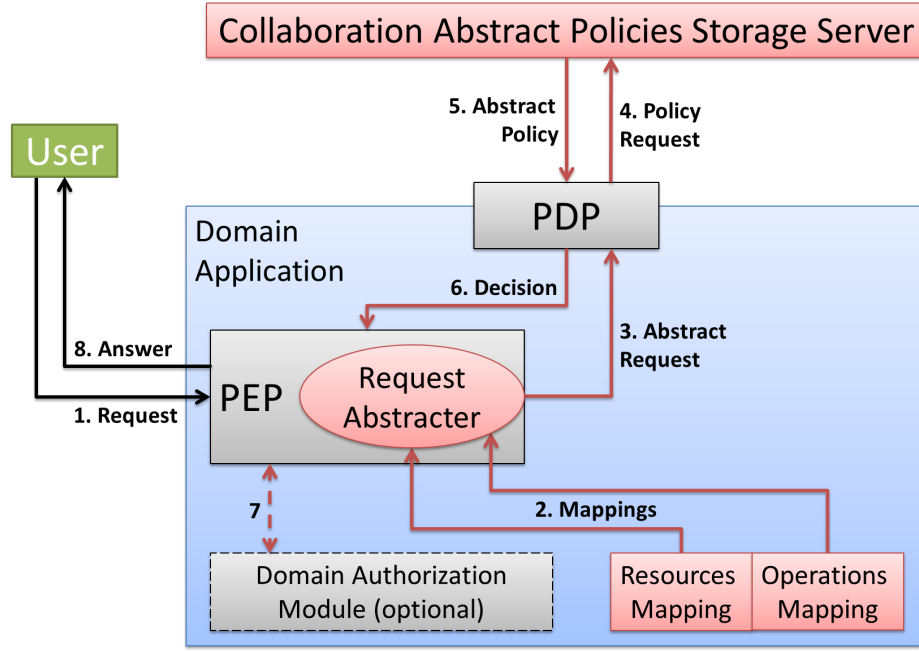 Collaboration Abstract Policies Storage Server
5. Abstract
Policy
4. Policy
Request
User
PDP
Domain
Application
6. Decision
3. Abstract
Request
8. Answer
1. Request
PEP
Request
Abstracter
7
2. Mappings
Domain Authorization
Module (optional)
Resources
Mapping
Operations
Mapping